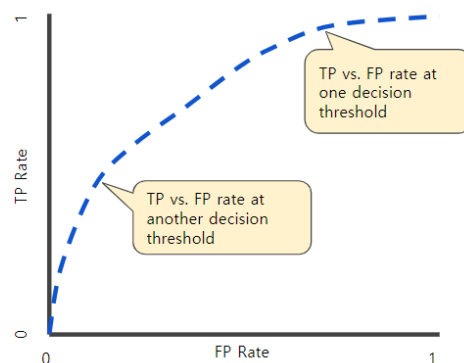 1
TP vs. FP rate at
one decision
threshold
TP Rate
TP vs. FP rate at
another decision
threshold
0
0
FP Rate
1